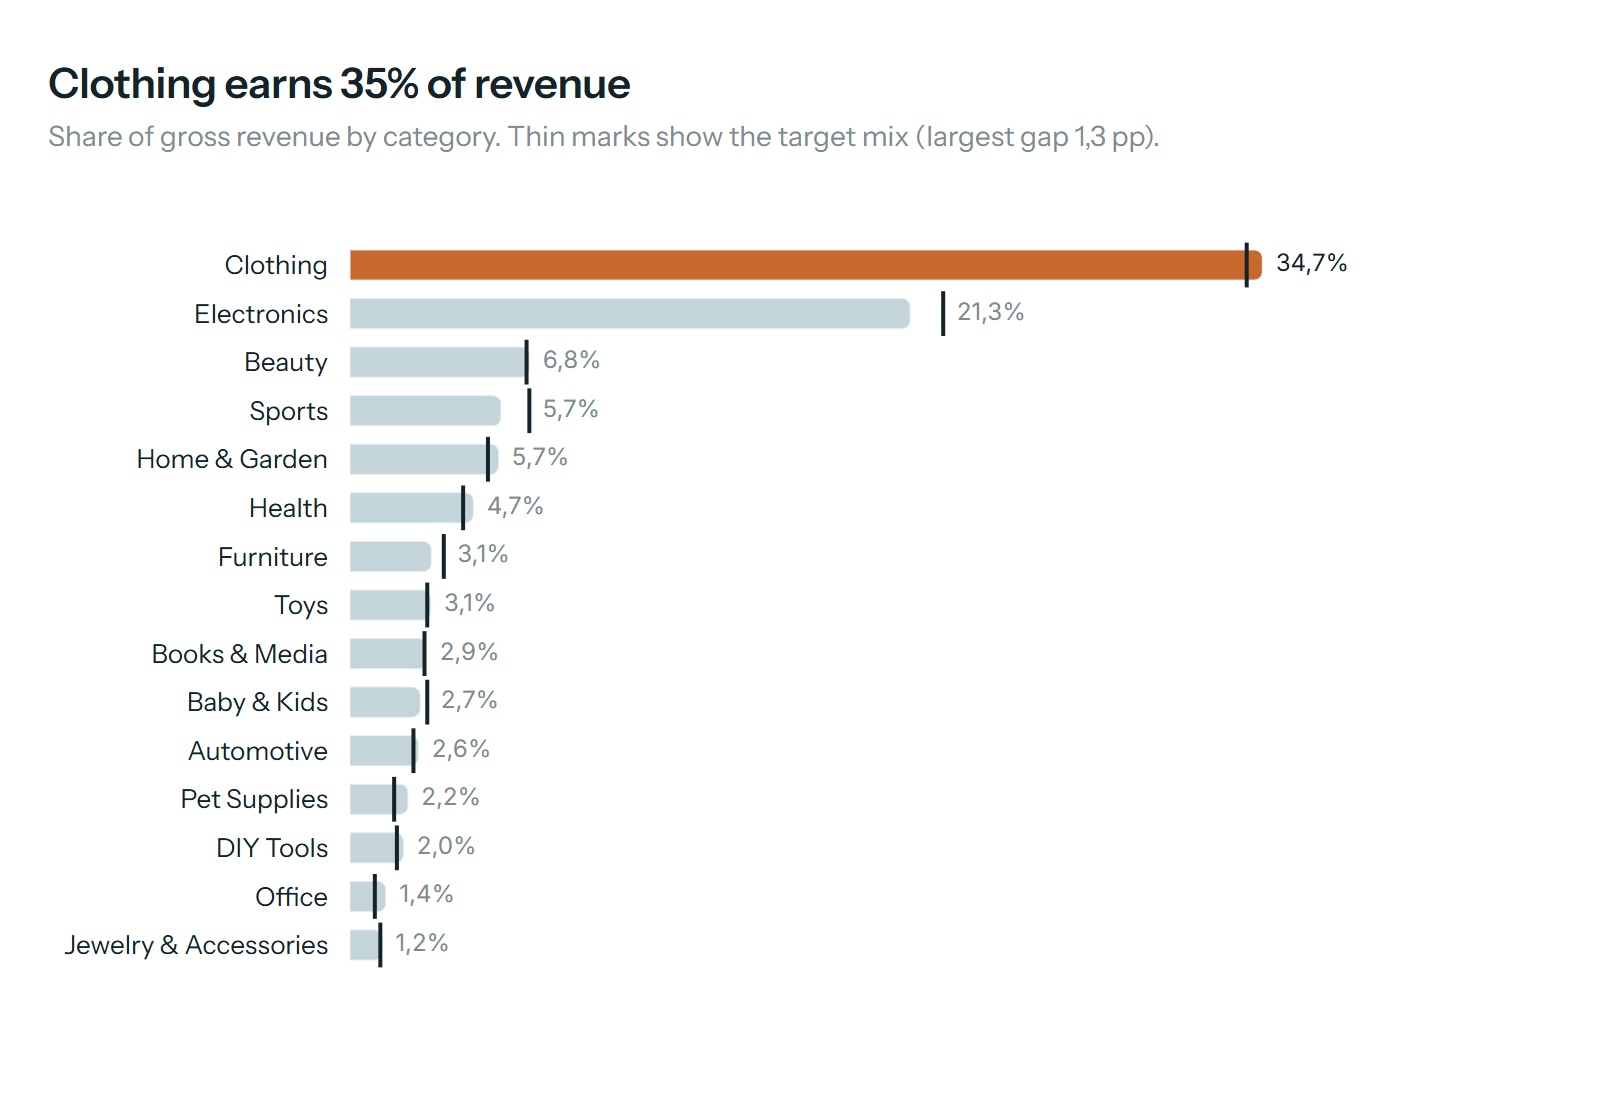 Clothing earns 35% of revenue
Share of gross revenue by category. Thin marks show the target mix (largest gap 1,3 pp).
Clothing 34,7%
Electronics 21,3%
Beauty 6,8%
Sports 5,7%
Home & Garden 5,7%
Health 4,7%
Furniture 3,1%
Toys 3,1%
Books & Media 2,9%
Baby & Kids 2,7%
Automotive 2,6%
Pet Supplies 2,2%
DIY Tools 2,0%
Office 1,4%
Jewelry & Accessories 1,2%